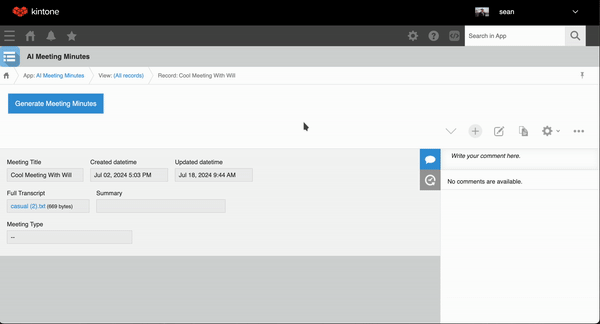 kintone
sean
Search in App
AI Meeting Minutes
App: AI Meeting Minutes
View: (All records)
Record: Cool Meeting With Will
Generate Meeting Minutes
Write your comment here.
No comments are available.
Meeting Title
Created datetime
Updated datetime
Cool Meeting With Will
Jul 02, 2024 5:03 PM
Jul 18, 2024 9:44 AM
Full Transcript
Summary
casual (2).txt (669 bytes)
Meeting Type
--